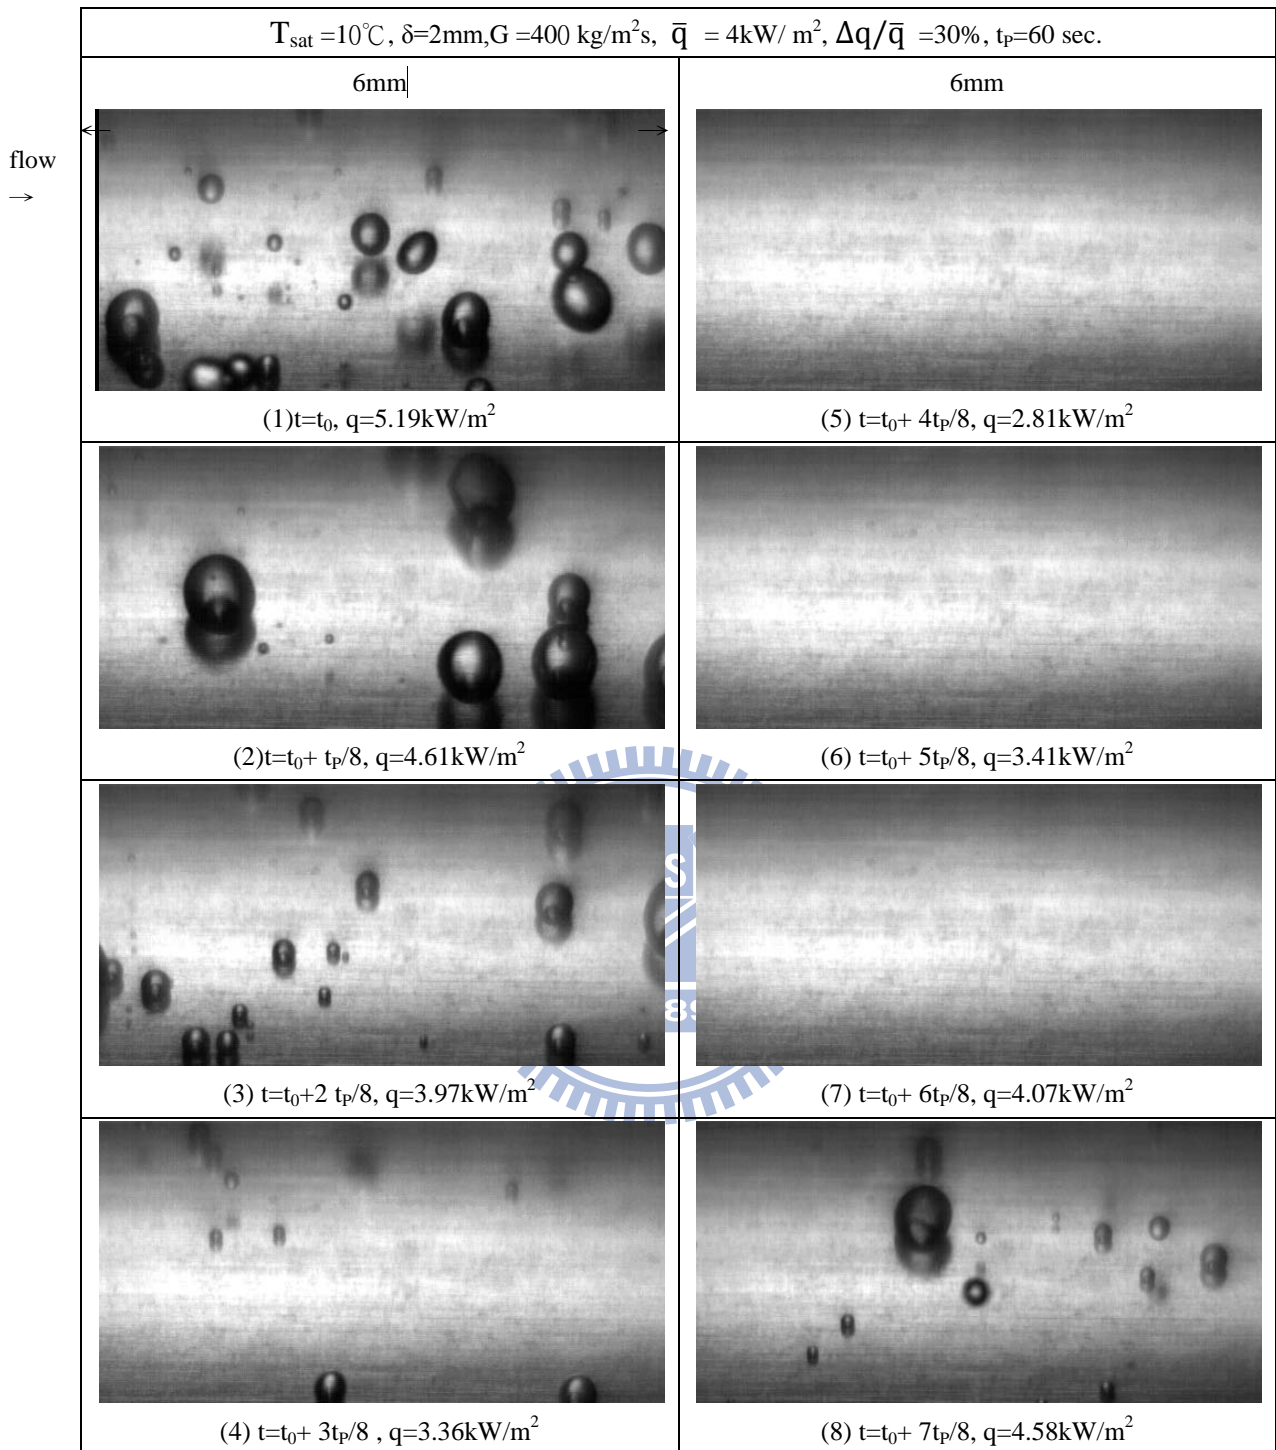 Tsat =10℃, δ=2mm,G =400 kg/m²s, q̄ = 4kW/ m², Δq/q̄ =30%, tP=60 sec.
6mm
6mm
flow
→
(1)t=t0, q=5.19kW/m²
(5) t=t0+ 4tP/8, q=2.81kW/m²
(2)t=t0+ tP/8, q=4.61kW/m²
(6) t=t0+ 5tP/8, q=3.41kW/m²
(3) t=t0+2 tP/8, q=3.97kW/m²
(7) t=t0+ 6tP/8, q=4.07kW/m²
(4) t=t0+ 3tP/8 , q=3.36kW/m²
(8) t=t0+ 7tP/8, q=4.58kW/m²